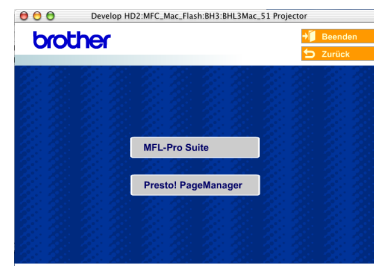 Develop HD2:MFC_Mac_Flash:BH3:BHL3Mac_51 Projector
brother
Beenden
Zurück
MFL-Pro Suite
Presto! PageManager